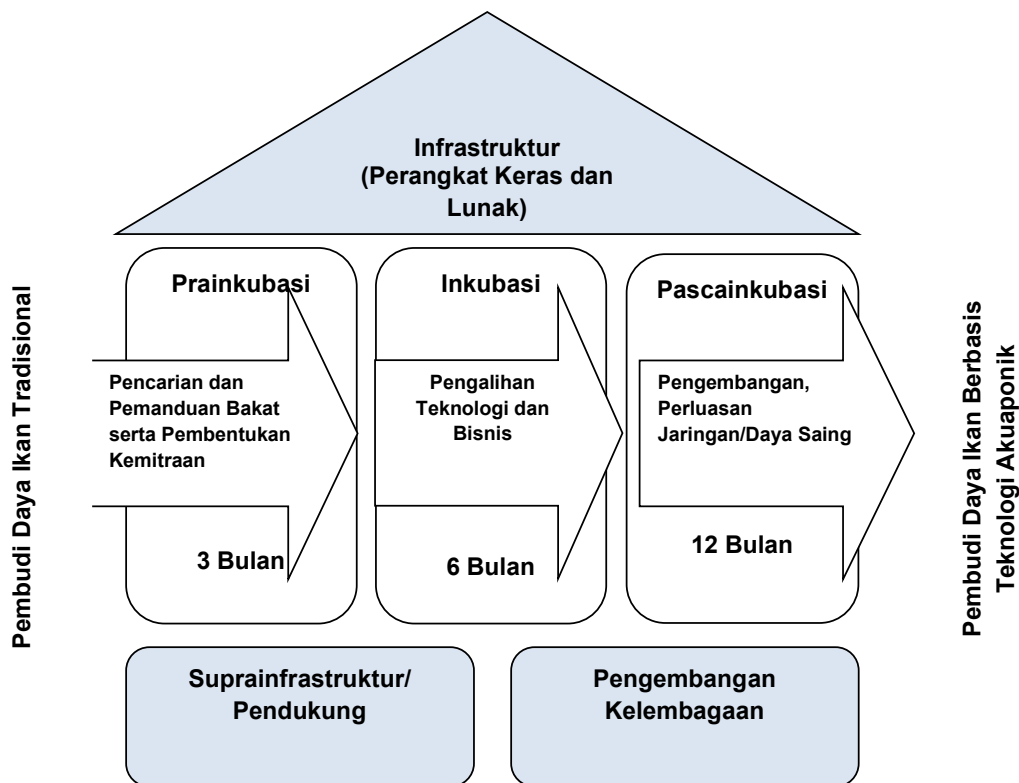 Infrastruktur
(Perangkat Keras dan
Lunak)
Pembudi Daya Ikan Tradisional
Prainkubasi
Pencarian dan
Pemanduan Bakat
serta Pembentukan
Kemitraan
3 Bulan
Inkubasi
Pengalihan
Teknologi dan
Bisnis
6 Bulan
Pascainkubasi
Pengembangan,
Perluasan
Jaringan/Daya Saing
12 Bulan
Pembudi Daya Ikan Berbasis
Teknologi Akuaponik
Suprainfrastruktur/
Pendukung
Pengembangan
Kelembagaan